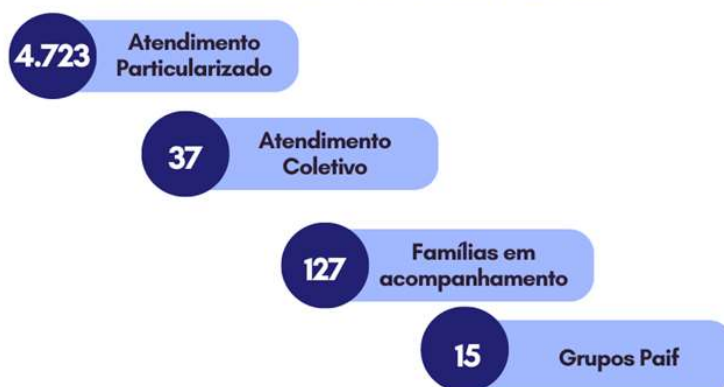 4.723
Atendimento
Particularizado
37
Atendimento
Coletivo
127
Famílias em
acompanhamento
15
Grupos Paif